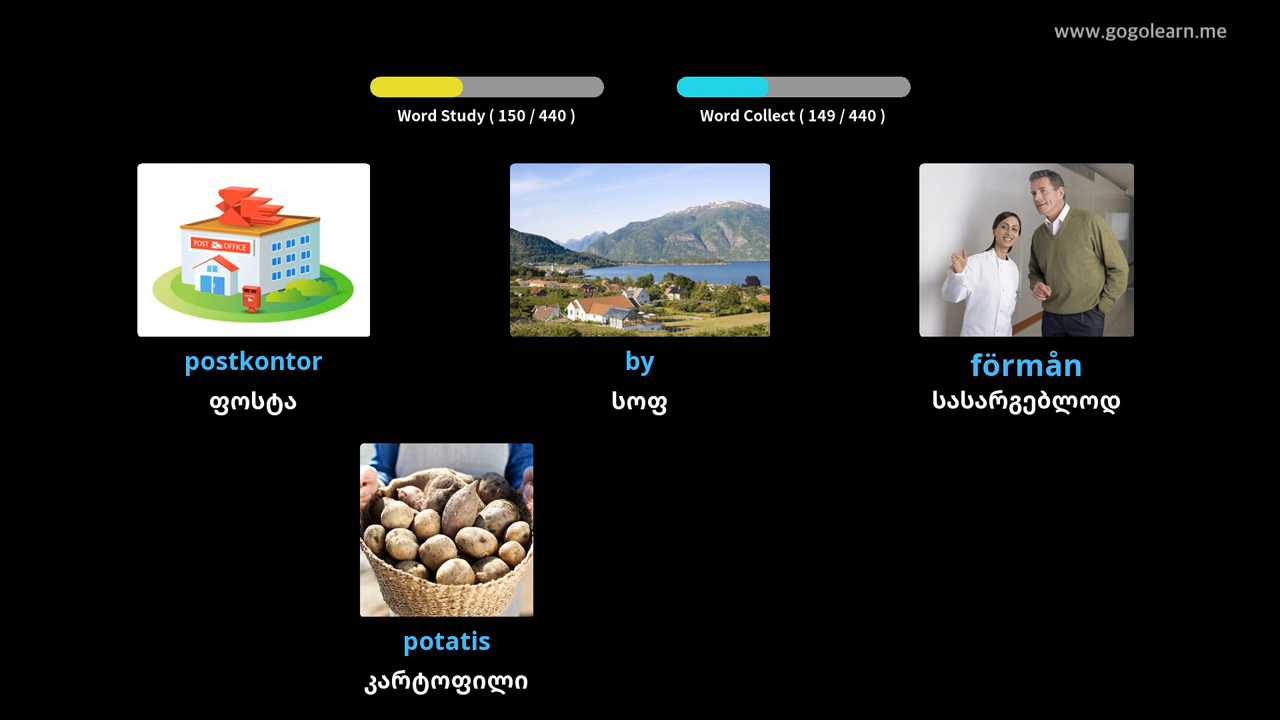 www.gogolearn.me
Word Study ( 150 / 440 )
Word Collect ( 149 / 440 )
POST OFFICE
postkontor
by
förmån
ფოსტა
სოფ
სასარგებლოდ
potatis
კარტოფილი